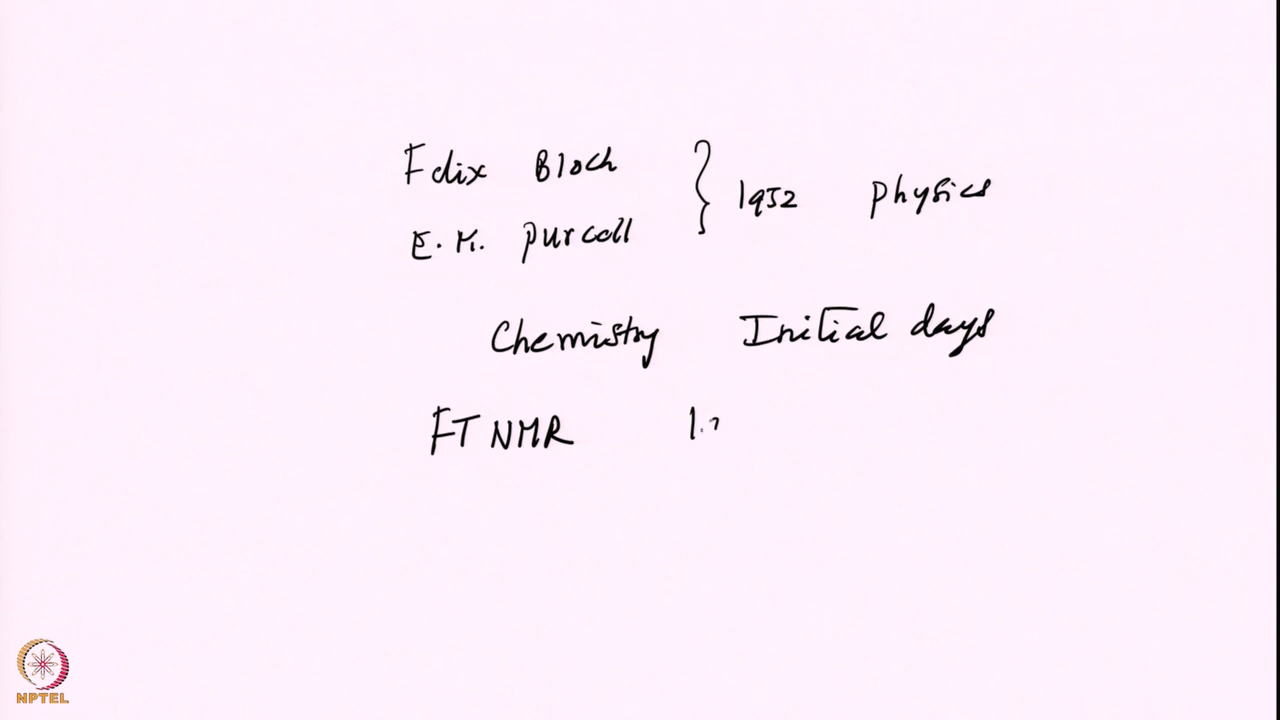 Felix Bloch
E. M. Purcell } 1952 Physics
Chemistry Initial days
FT NMR
NPTEL